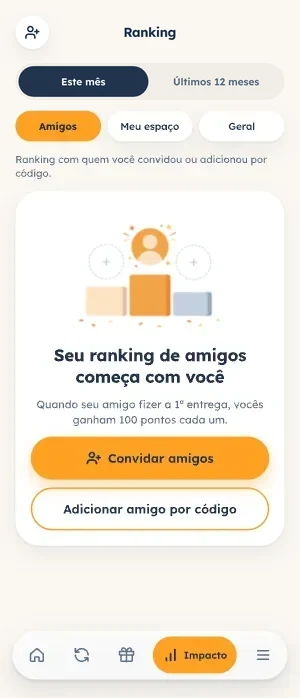 Ranking
Este mês
Últimos 12 meses
Amigos
Meu espaço
Geral
Ranking com quem você convidou ou adicionou por
código.
Seu ranking de amigos
começa com você
Quando seu amigo fizer a 1ª entrega, vocês
ganham 100 pontos cada um.
Convidar amigos
Adicionar amigo por código
Impacto